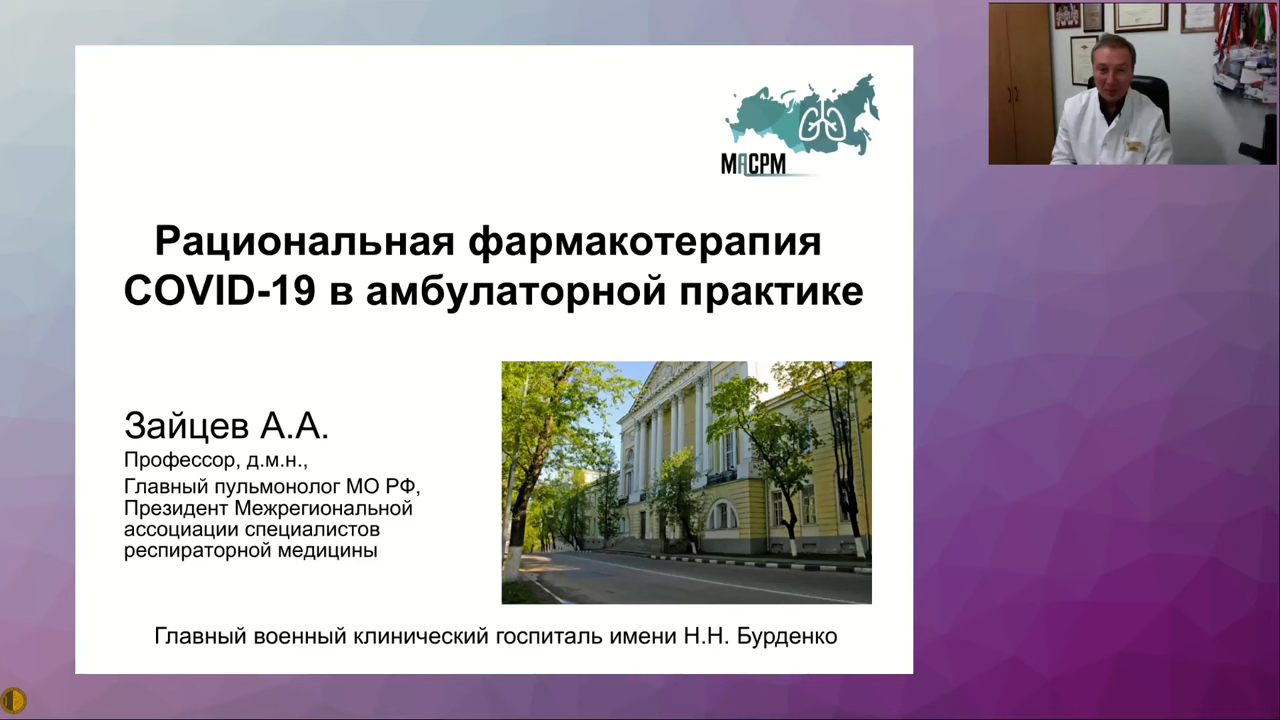 МАСРМ
Рациональная фармакотерапия
COVID-19 в амбулаторной практике
Зайцев А.А.
Профессор, д.м.н.,
Главный пульмонолог МО РФ,
Президент Межрегиональной
ассоциации специалистов
респираторной медицины
Главный военный клинический госпиталь имени Н.Н. Бурденко